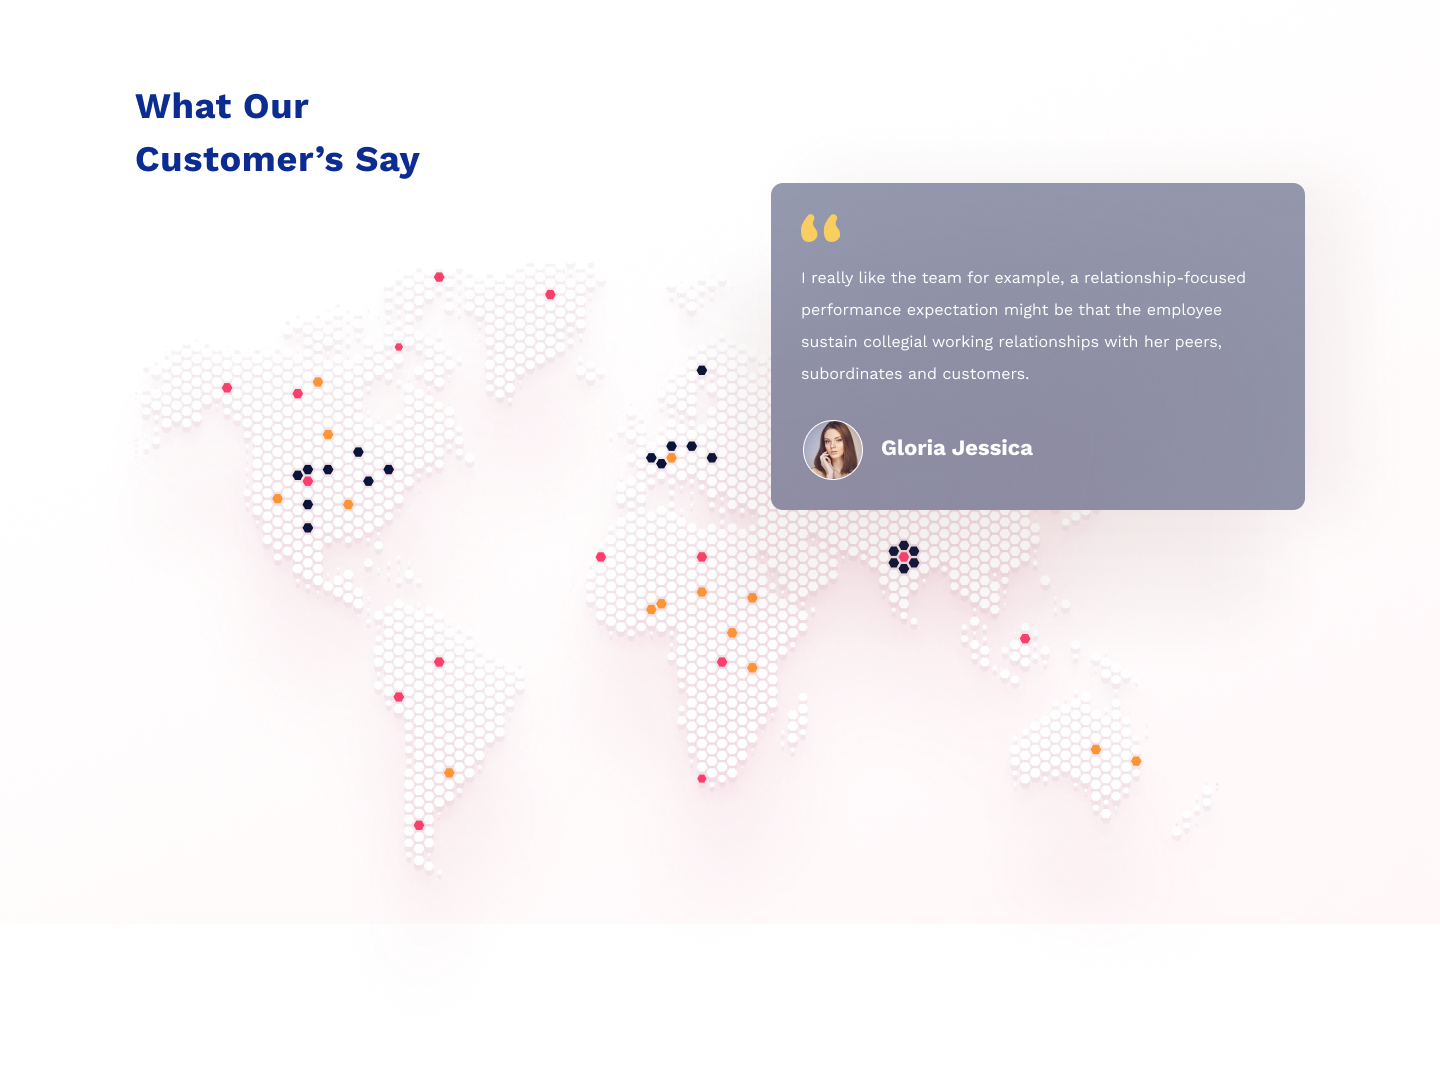 What Our
Customer’s Say
“
I really like the team for example, a relationship-focused
performance expectation might be that the employee
sustain collegial working relationships with her peers,
subordinates and customers.
Gloria Jessica